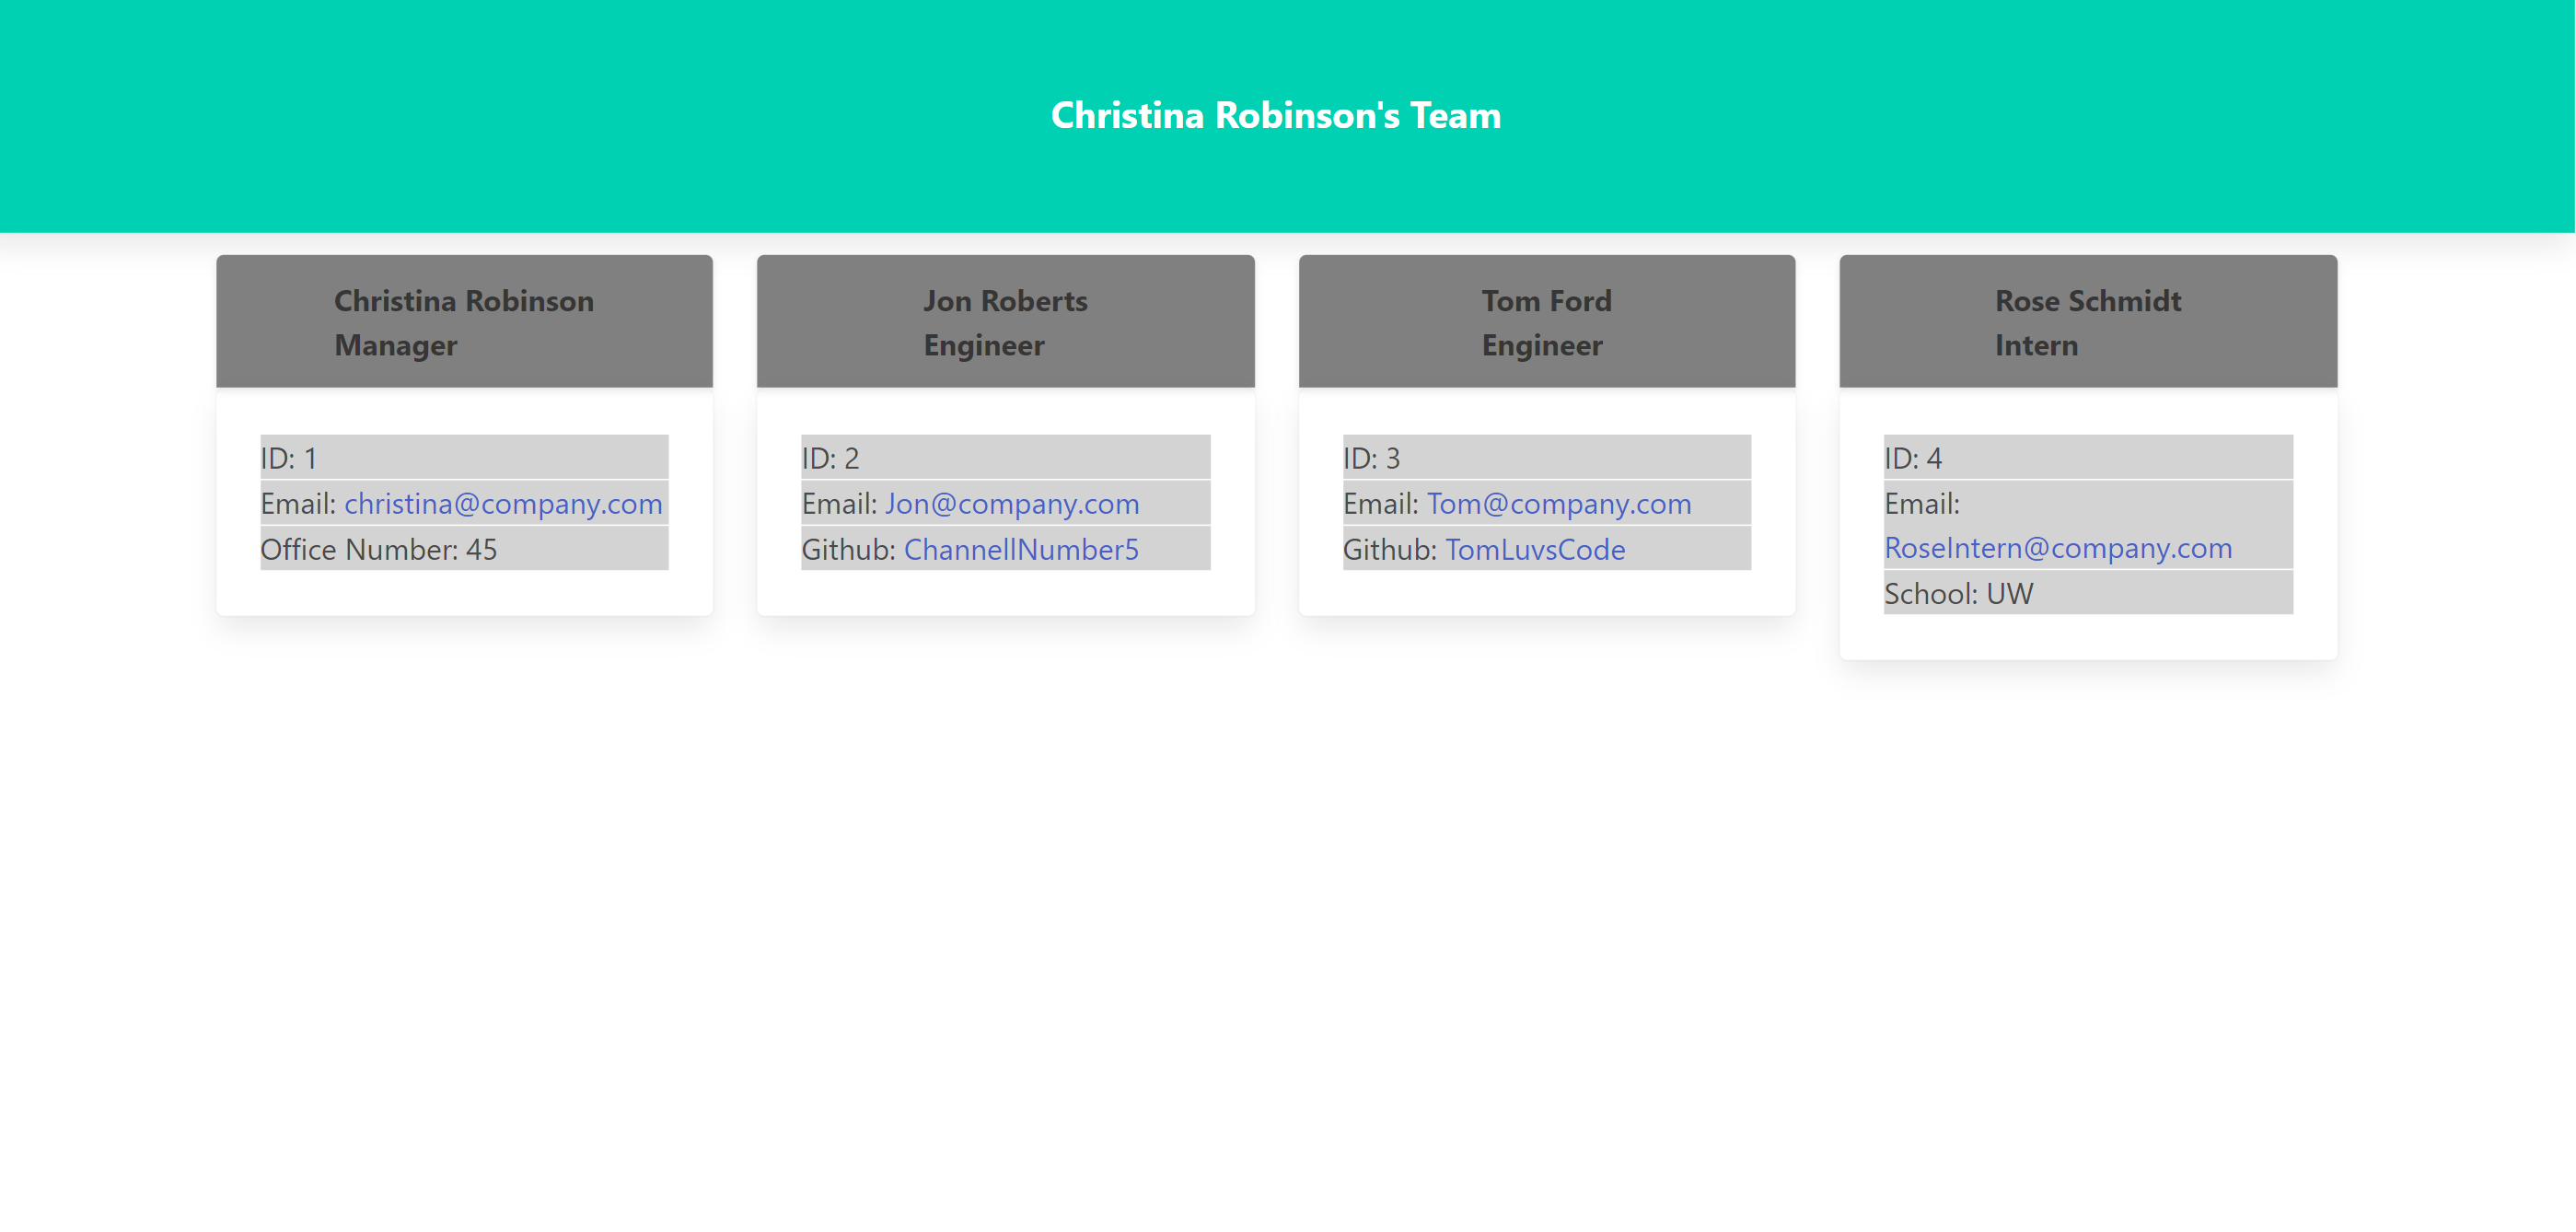 Christina Robinson's Team
Christina Robinson
Manager
ID: 1
Email: christina@company.com
Office Number: 45
Jon Roberts
Engineer
ID: 2
Email: Jon@company.com
Github: ChannellNumber5
Tom Ford
Engineer
ID: 3
Email: Tom@company.com
Github: TomLuvsCode
Rose Schmidt
Intern
ID: 4
Email:
RoseIntern@company.com
School: UW